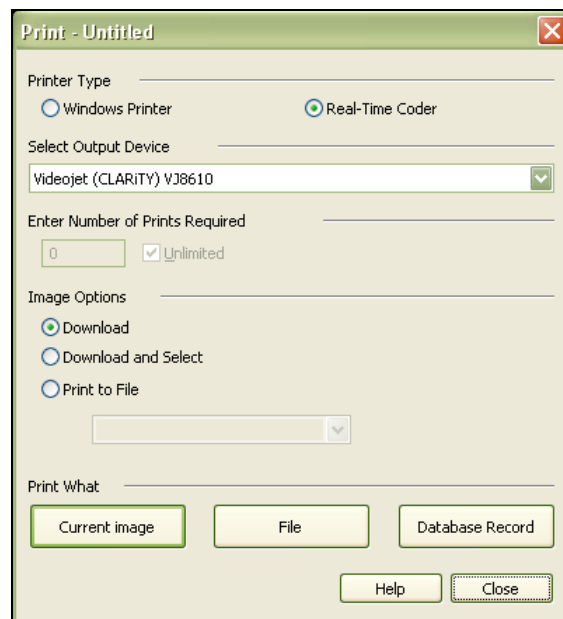 Print - Untitled
Printer Type
Windows Printer Real-Time Coder
Select Output Device
Videojet (CLARiTY) VJ8610
Enter Number of Prints Required
0 Unlimited
Image Options
Download
Download and Select
Print to File
Print What
Current image File Database Record
Help Close